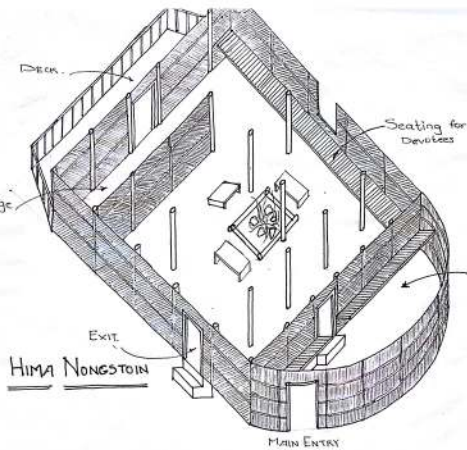 DECK.
Seating for
Devotees
EXIT
HIMA NONGSTOIN
MAIN ENTRY